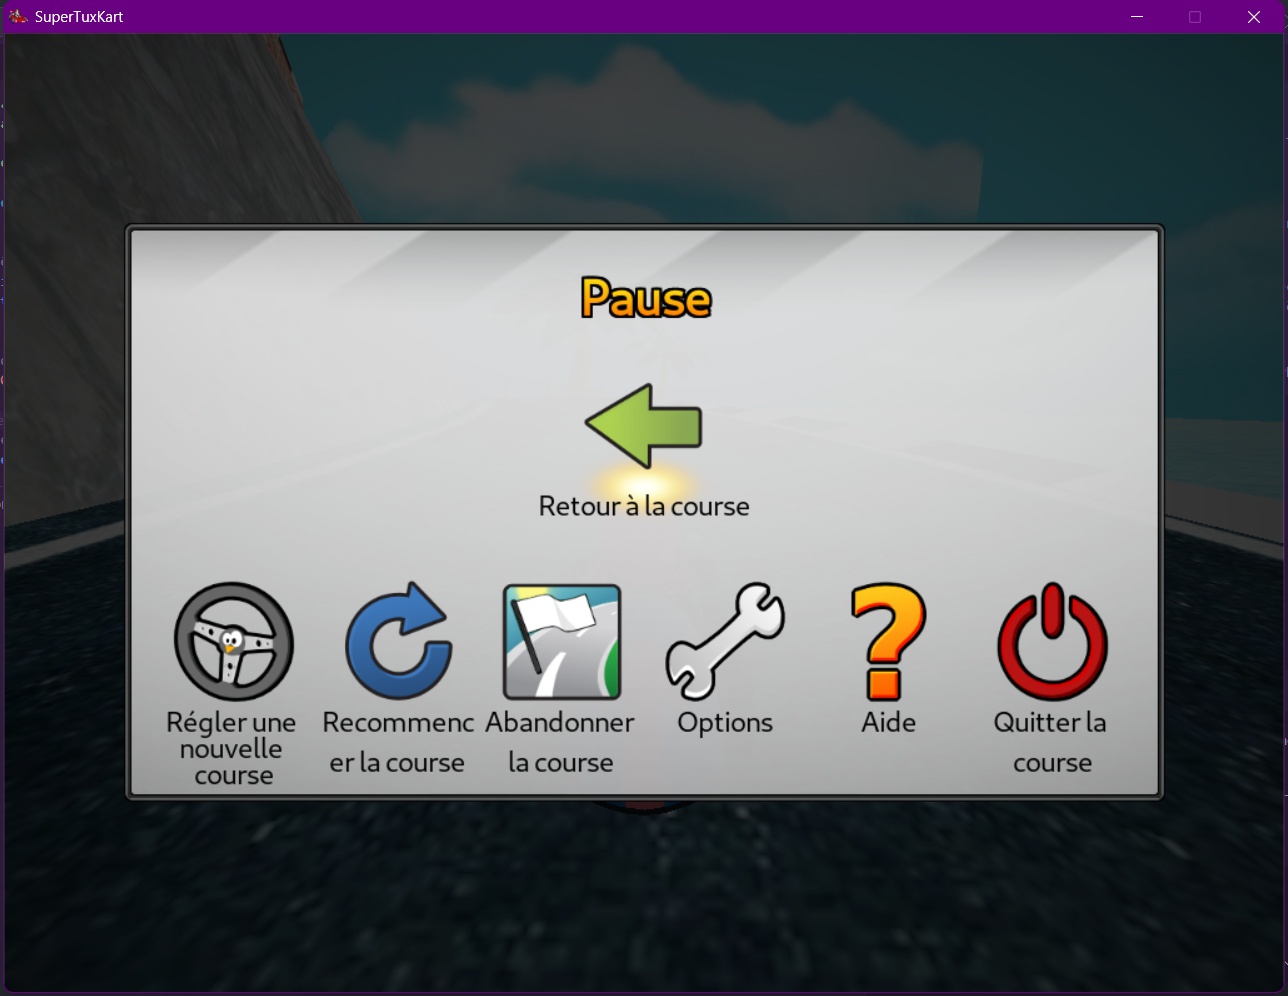 SuperTuxKart
Pause
Retour à la course
Régler une
nouvelle
course
Recommenc
er la course
Abandonner
la course
Options
Aide
Quitter la
course